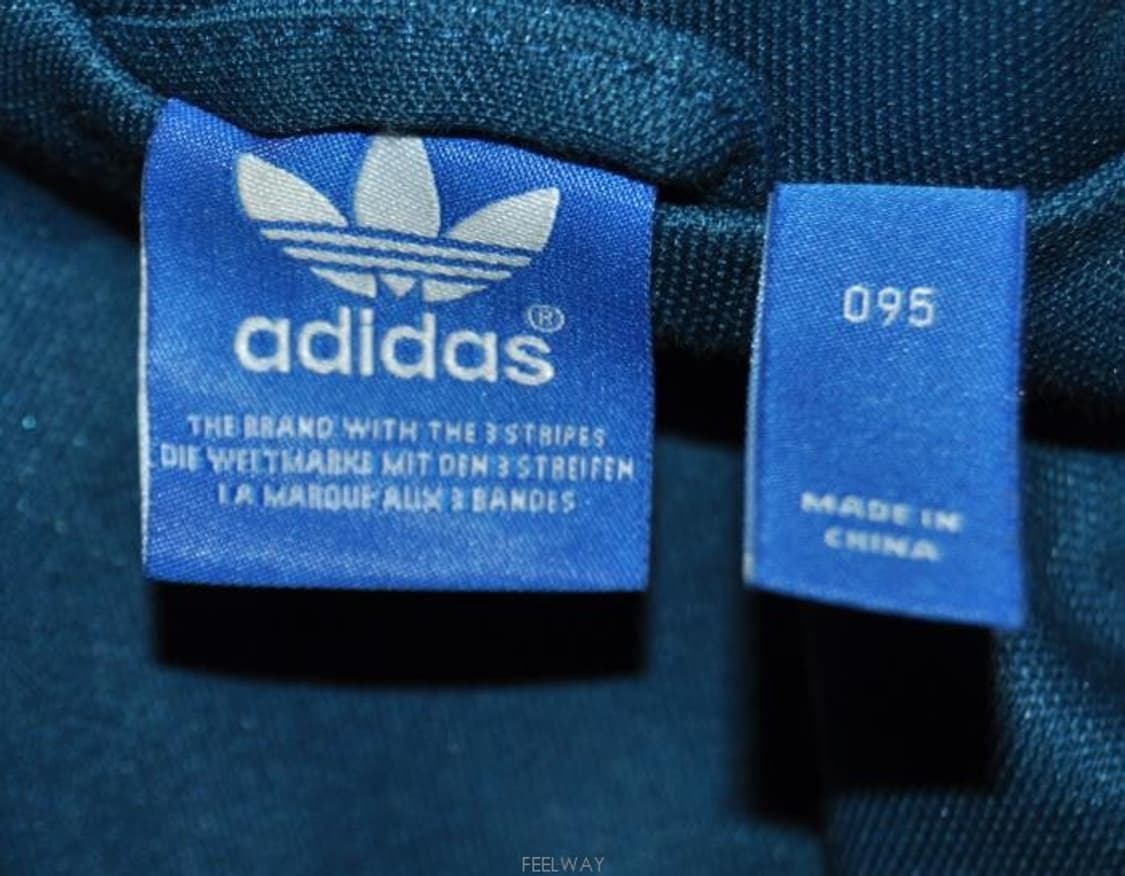 adidas®
THE BRAND WITH THE 3 STRIPES
DIE WELTMARKE MIT DEN 3 STREIFEN
LA MARQUE AUX 3 BANDES
095
MADE IN
CHINA
FEELWAY